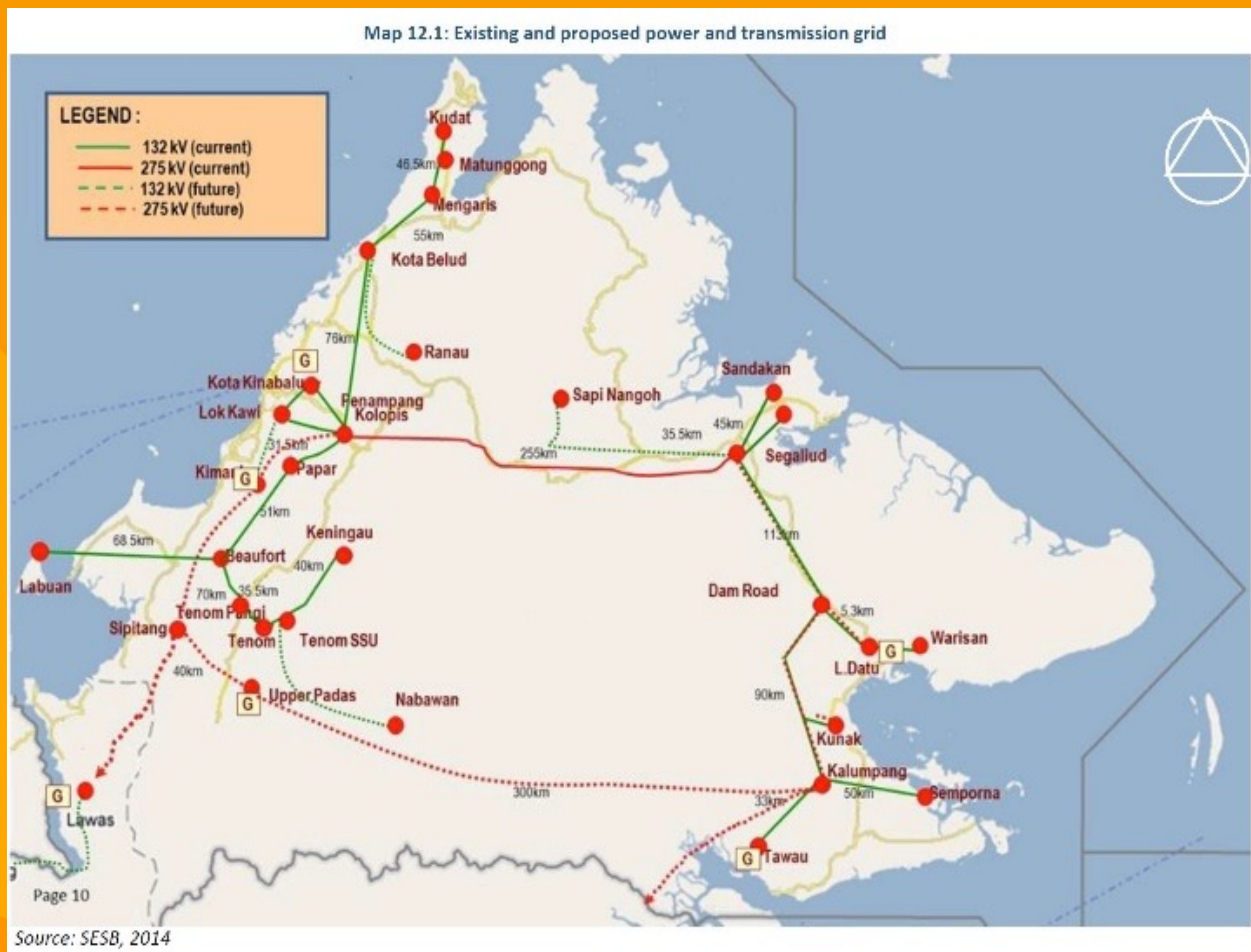 Map 12.1: Existing and proposed power and transmission grid
LEGEND :
132 kV (current)
275 kV (current)
132 kV (future)
275 kV (future)
Kudat
46.5km
Matunggong
Mengaris
55km
Kota Belud
76km
Ranau
G
Kota Kinabalu
Penampang
Lok Kawi
Kolopis
31.5km
Papar
G
51km
Sapi Nangoh
Sandakan
45km
35.5km
255km
Segaliud
Keningau
40km
68.5km
Beaufort
Labuan
70km
35.5km
Tenom Pangi
Tenom
Tenom SSU
Sipitang
40km
Upper Padas
G
Nabawan
113km
Dam Road
5.3km
Warisan
G
L.Datu
90km
Kunak
Kalumpang
300km
33km
50km
Semporna
G
Tawau
G
Lawas
Page 10
Source: SESB, 2014